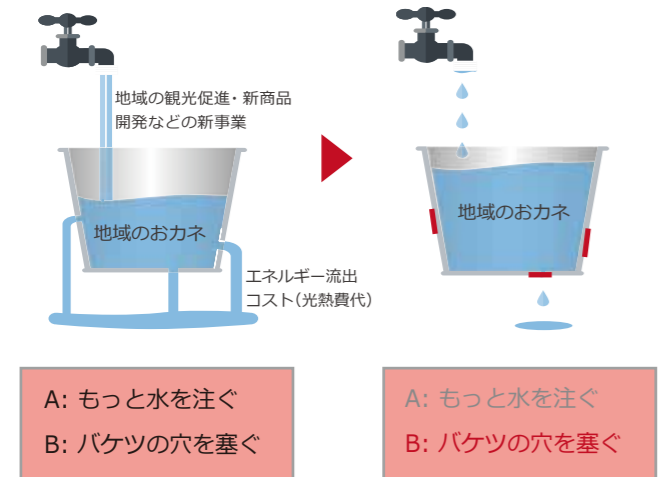 地域の観光促進・新商品
開発などの新事業
地域のおカネ
エネルギー流出
コスト(光熱費代)
A: もっと水を注ぐ
B: バケツの穴を塞ぐ
地域のおカネ
A: もっと水を注ぐ
B: バケツの穴を塞ぐ